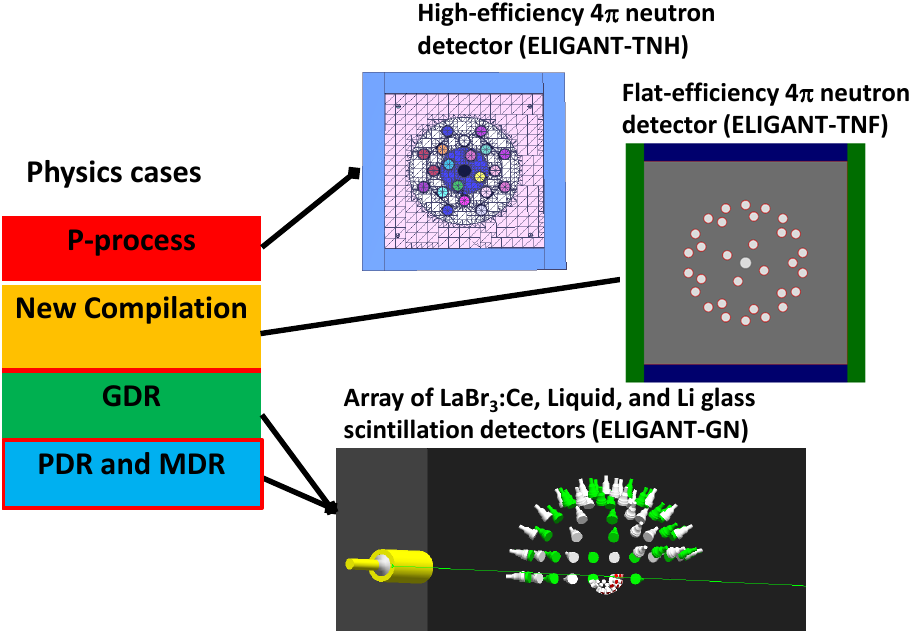 High-efficiency 4π neutron
detector (ELIGANT-TNH)
Flat-efficiency 4π neutron
detector (ELIGANT-TNF)
Physics cases
P-process
New Compilation
GDR
PDR and MDR
Array of LaBr₃:Ce, Liquid, and Li glass
scintillation detectors (ELIGANT-GN)